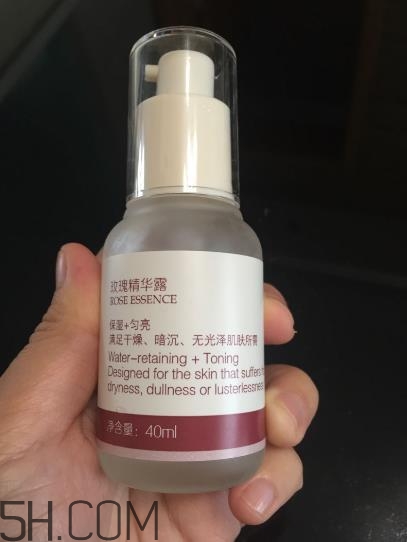 玫瑰精华露
ROSE ESSENCE
保湿+匀亮
满足干燥、暗沉、无光泽肌肤所需
Water-retaining + Toning
Designed for the skin that suffers
dryness, dullness or lusterlessness
净含量: 40ml
5H.COM